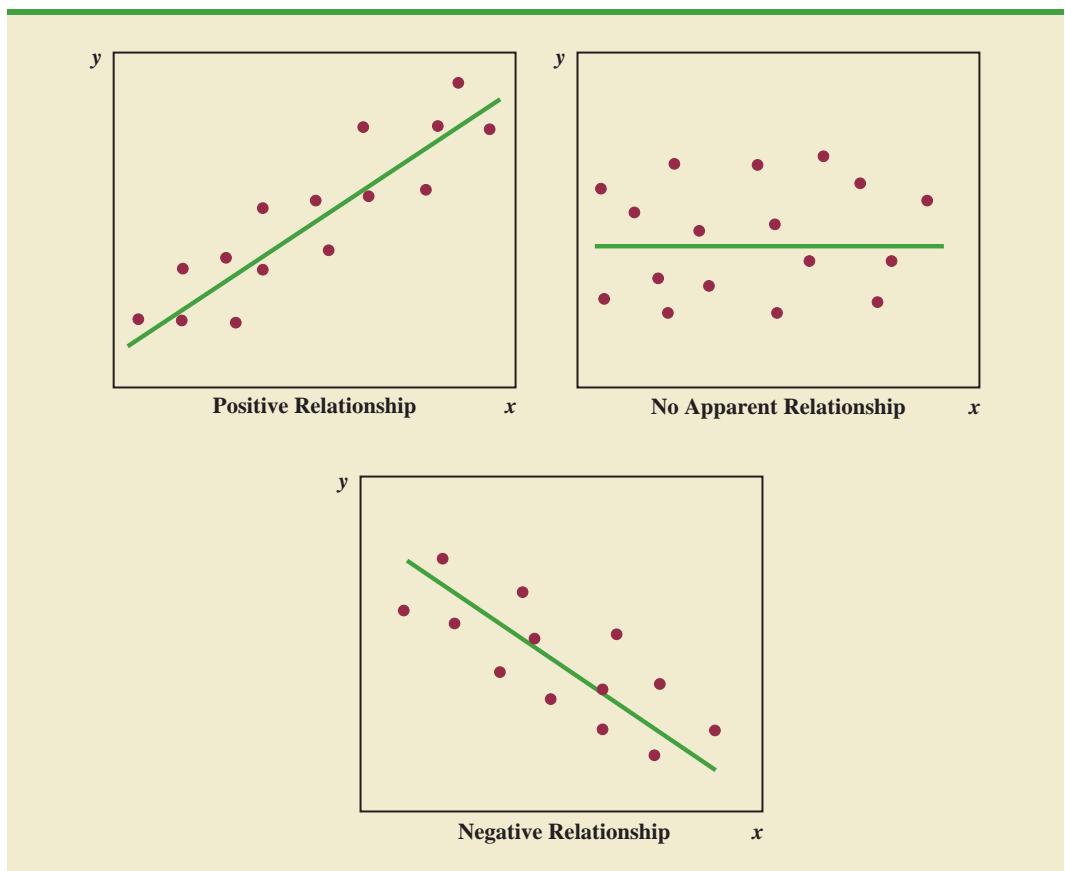 y
y
Positive Relationship x
No Apparent Relationship x
y
Negative Relationship x